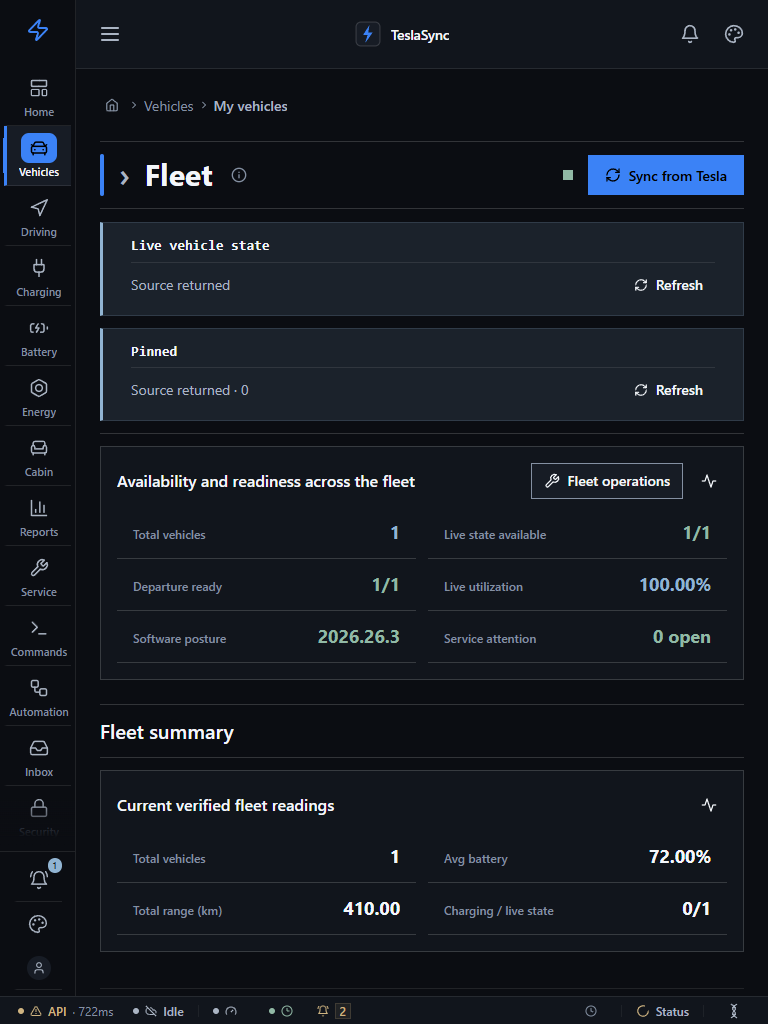 TeslaSync
Home
Vehicles
Driving
Charging
Battery
Energy
Cabin
Reports
Service
Commands
Automation
Inbox
Security
1
Vehicles
My vehicles
Fleet
Sync from Tesla
Live vehicle state
Source returned
Refresh
Pinned
Source returned · 0
Refresh
Availability and readiness across the fleet
Fleet operations
Total vehicles 1
Live state available 1/1
Departure ready 1/1
Live utilization 100.00%
Software posture 2026.26.3
Service attention 0 open
Fleet summary
Current verified fleet readings
Total vehicles 1
Avg battery 72.00%
Total range (km) 410.00
Charging / live state 0/1
API · 722ms
Idle
2
Status